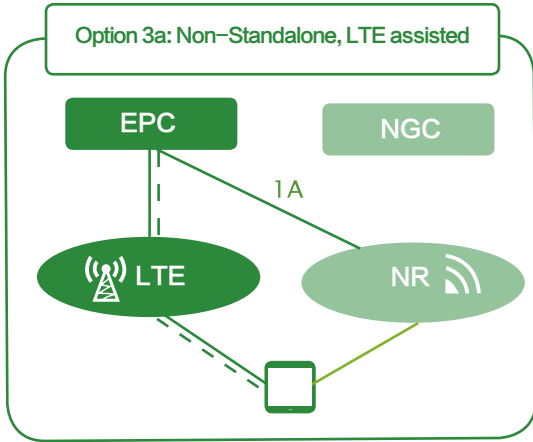 Option 3a: Non-Standalone, LTE assisted
EPC
NGC
1A
LTE
NR